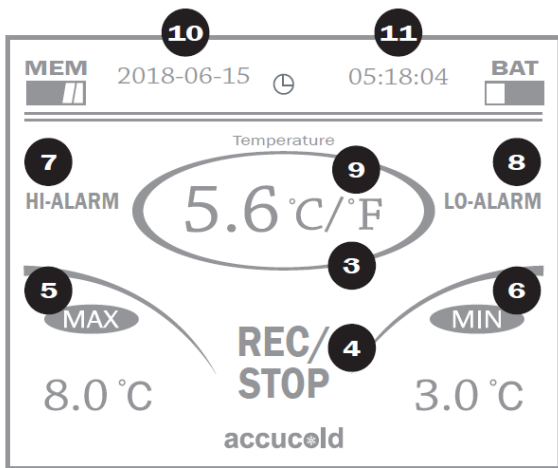 10 11
MEM 2018-06-15 05:18:04 BAT
Temperature
7 9 8
HI-ALARM 5.6 °C/°F LO-ALARM
3
5 6
MAX MIN
REC/ 4
STOP
8.0 °C 3.0 °C
accucold